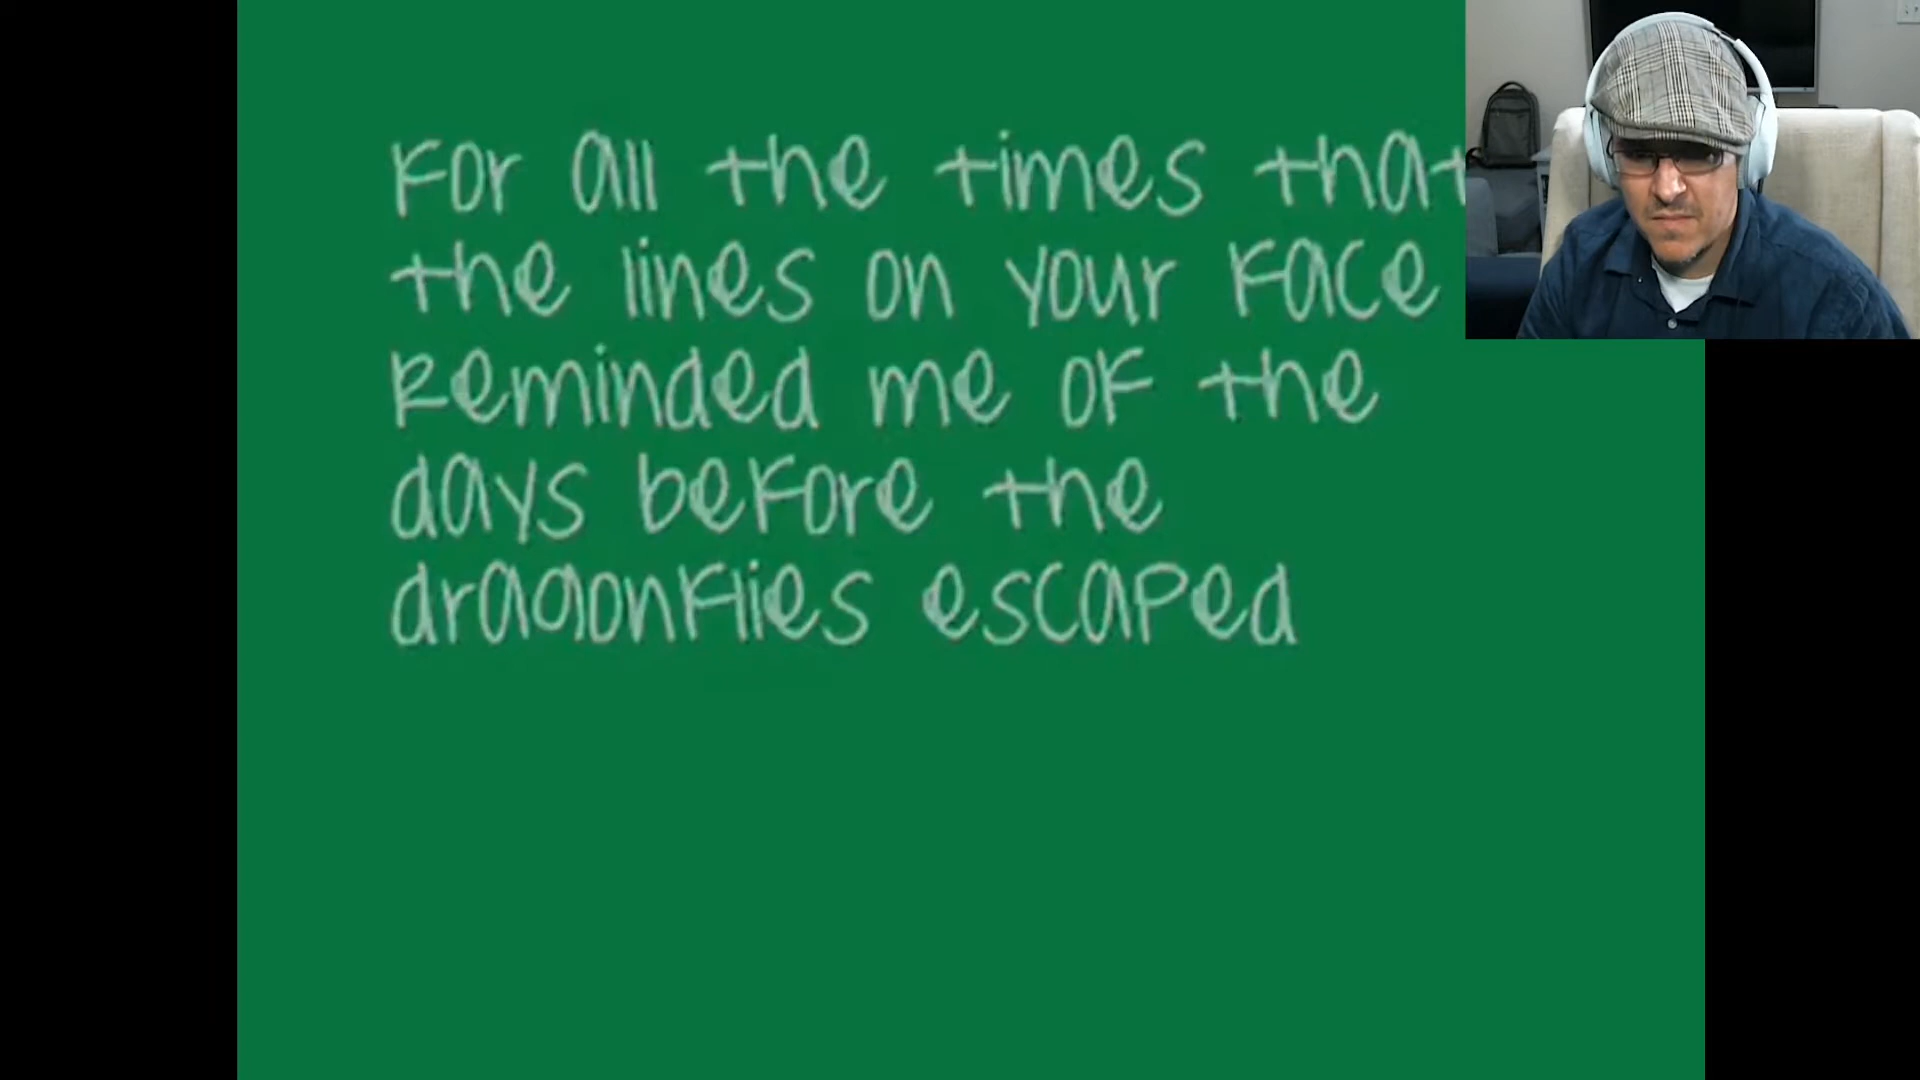 For all the times that
the lines on your face
Reminded me of the
days before the
dragonflies escaped